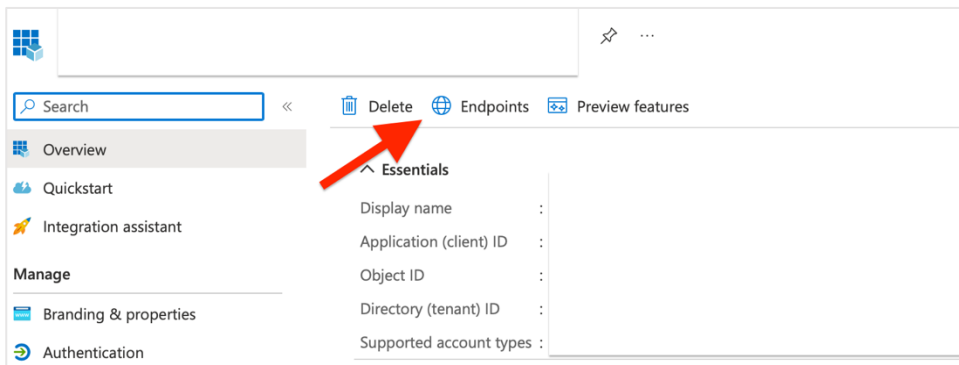 Search
Delete Endpoints Preview features
Overview
Quickstart
Integration assistant
Manage
Branding & properties
Authentication
Essentials
Display name :
Application (client) ID :
Object ID :
Directory (tenant) ID :
Supported account types :